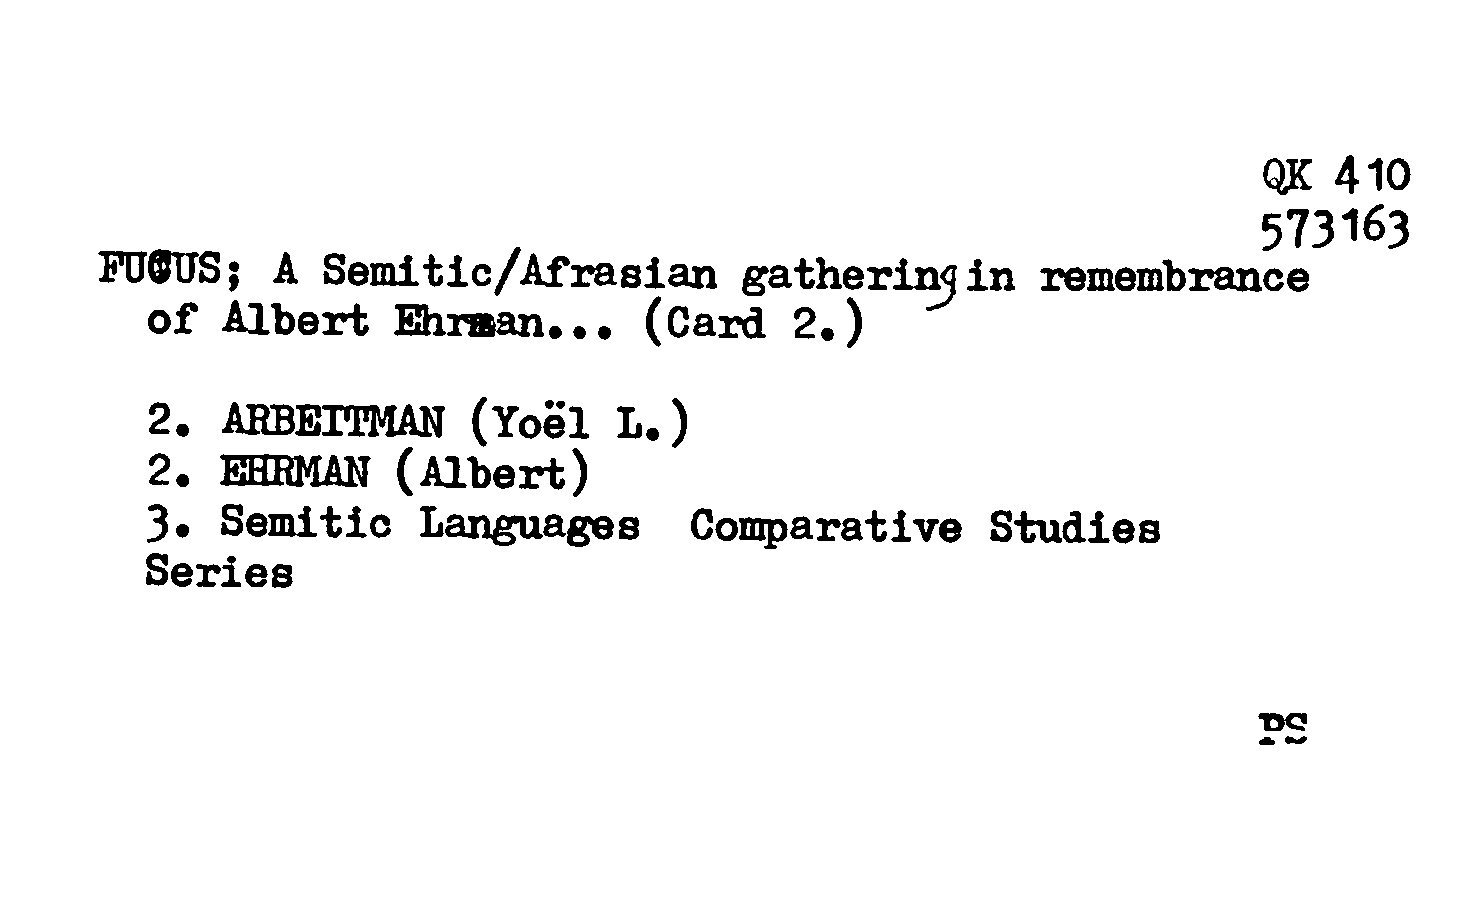 QK 410
573163
FUCUS; A Semitic/Afrasian gathering in remembrance
of Albert Ehrman... (Card 2.)
2. ARBEITMAN (Yoël L.)
2. EHRMAN (Albert)
3. Semitic Languages Comparative Studies
Series
PS